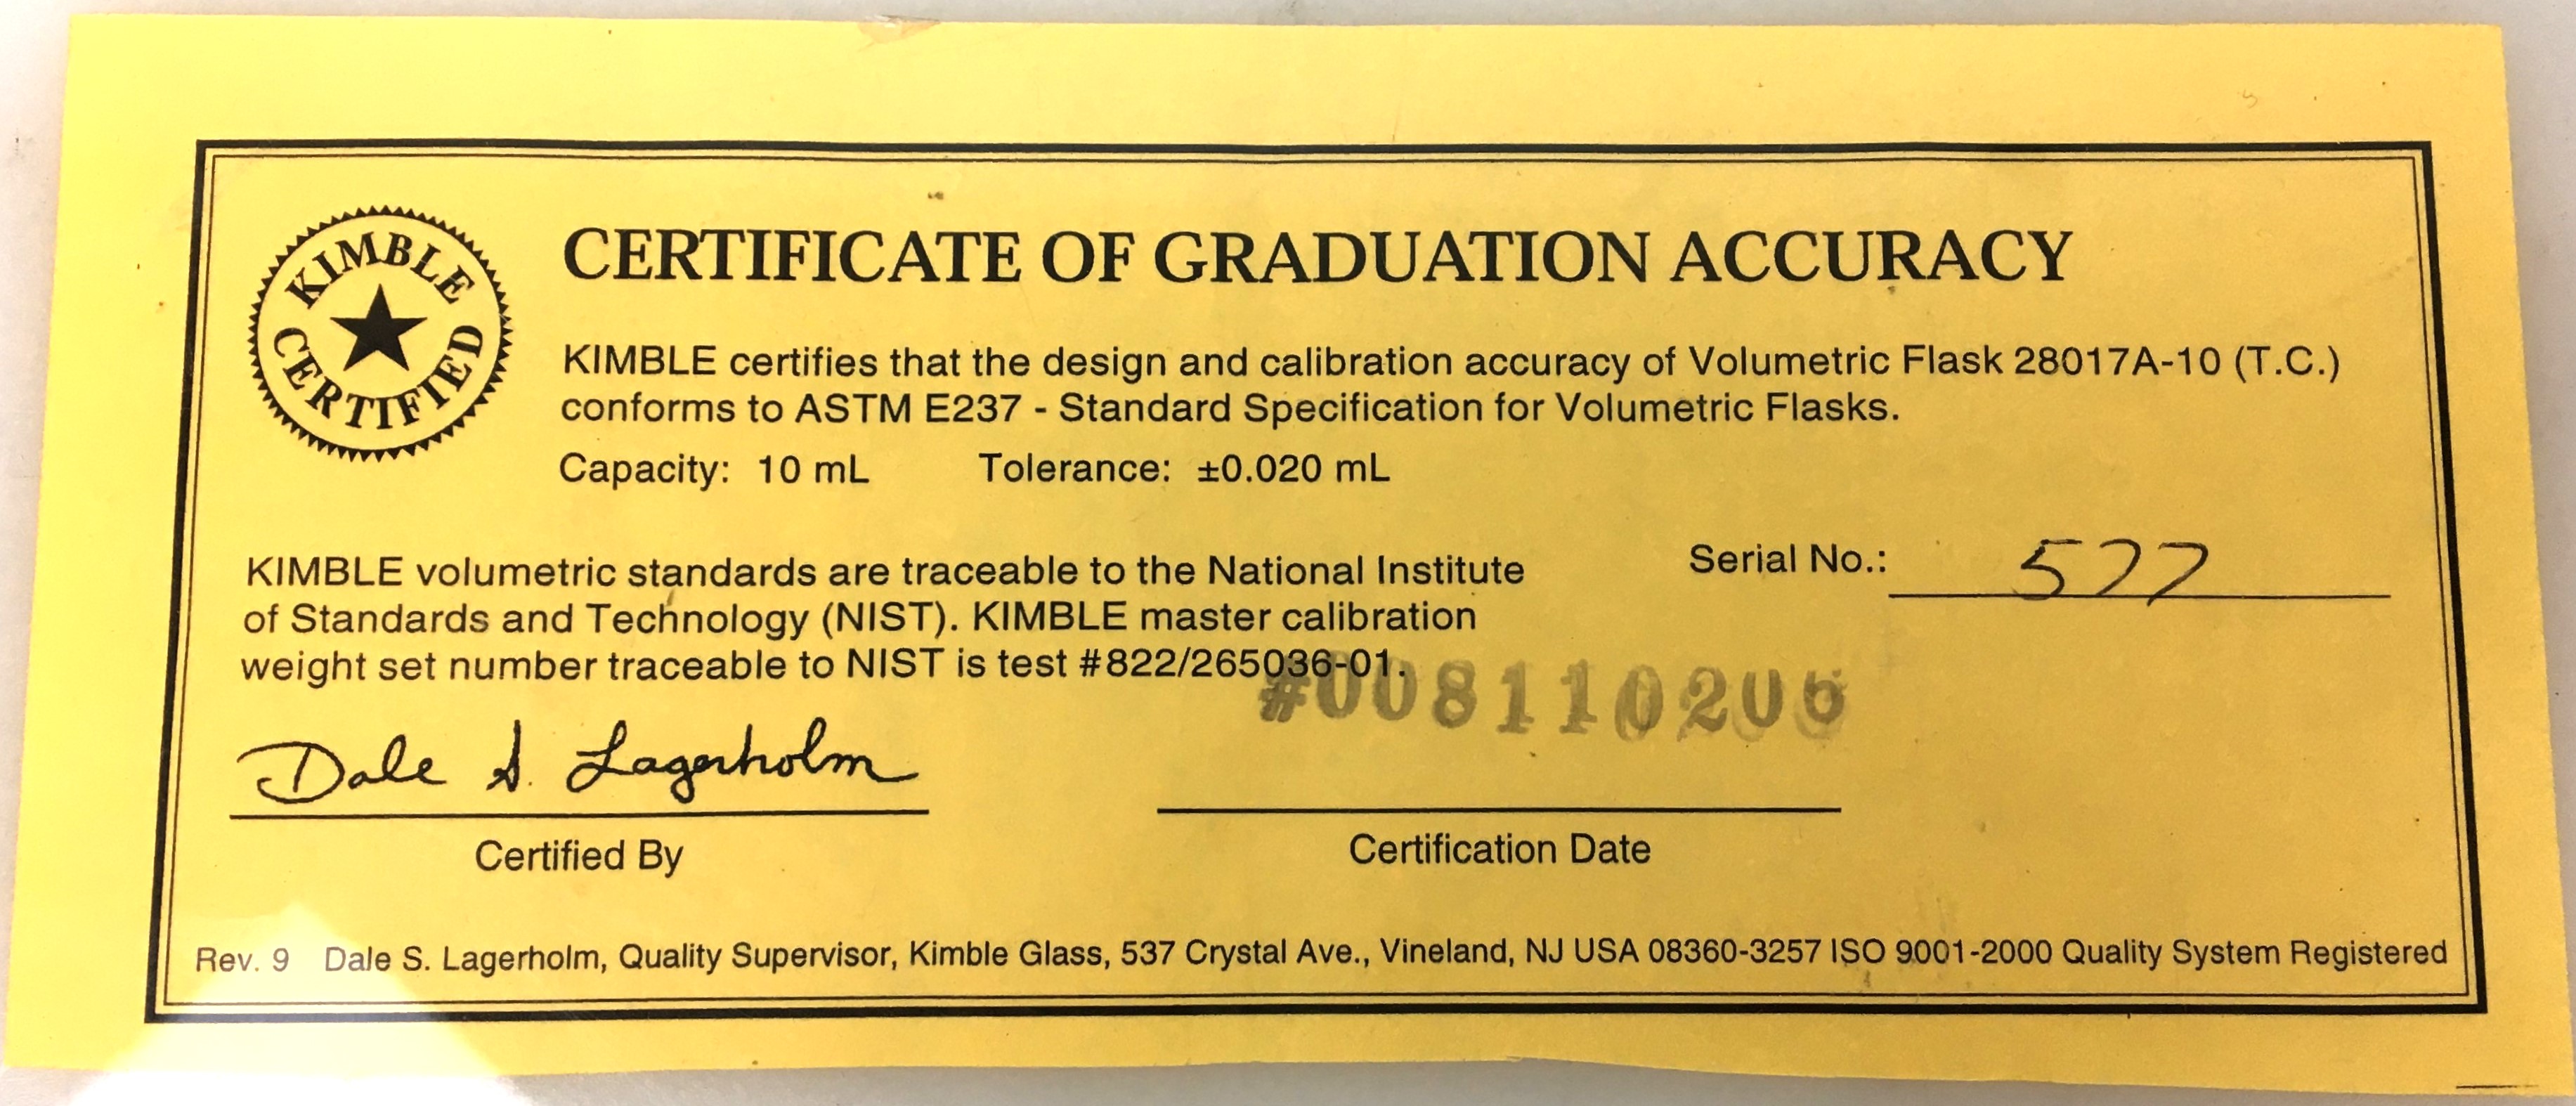 KIMBLE
CERTIFIED
CERTIFICATE OF GRADUATION ACCURACY
KIMBLE certifies that the design and calibration accuracy of Volumetric Flask 28017A-10 (T.C.)
conforms to ASTM E237 - Standard Specification for Volumetric Flasks.
Capacity: 10 mL Tolerance: ±0.020 mL
KIMBLE volumetric standards are traceable to the National Institute
of Standards and Technology (NIST). KIMBLE master calibration
weight set number traceable to NIST is test #822/265036-01.
Serial No.: 577
#008110206
Dale S. Lagerholm
Certified By
Certification Date
Rev. 9 Dale S. Lagerholm, Quality Supervisor, Kimble Glass, 537 Crystal Ave., Vineland, NJ USA 08360-3257 ISO 9001-2000 Quality System Registered